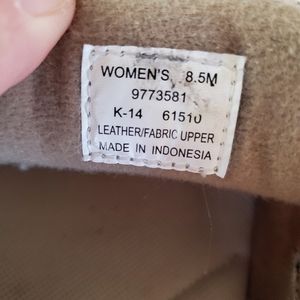 WOMEN'S 8.5M
9773581
K-14 61510
LEATHER/FABRIC UPPER
MADE IN INDONESIA